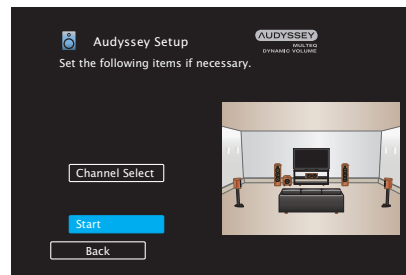 Audyssey Setup
AUDYSSEY
MULTEQ
DYNAMIC VOLUME
Set the following items if necessary.
Channel Select
Start
Back